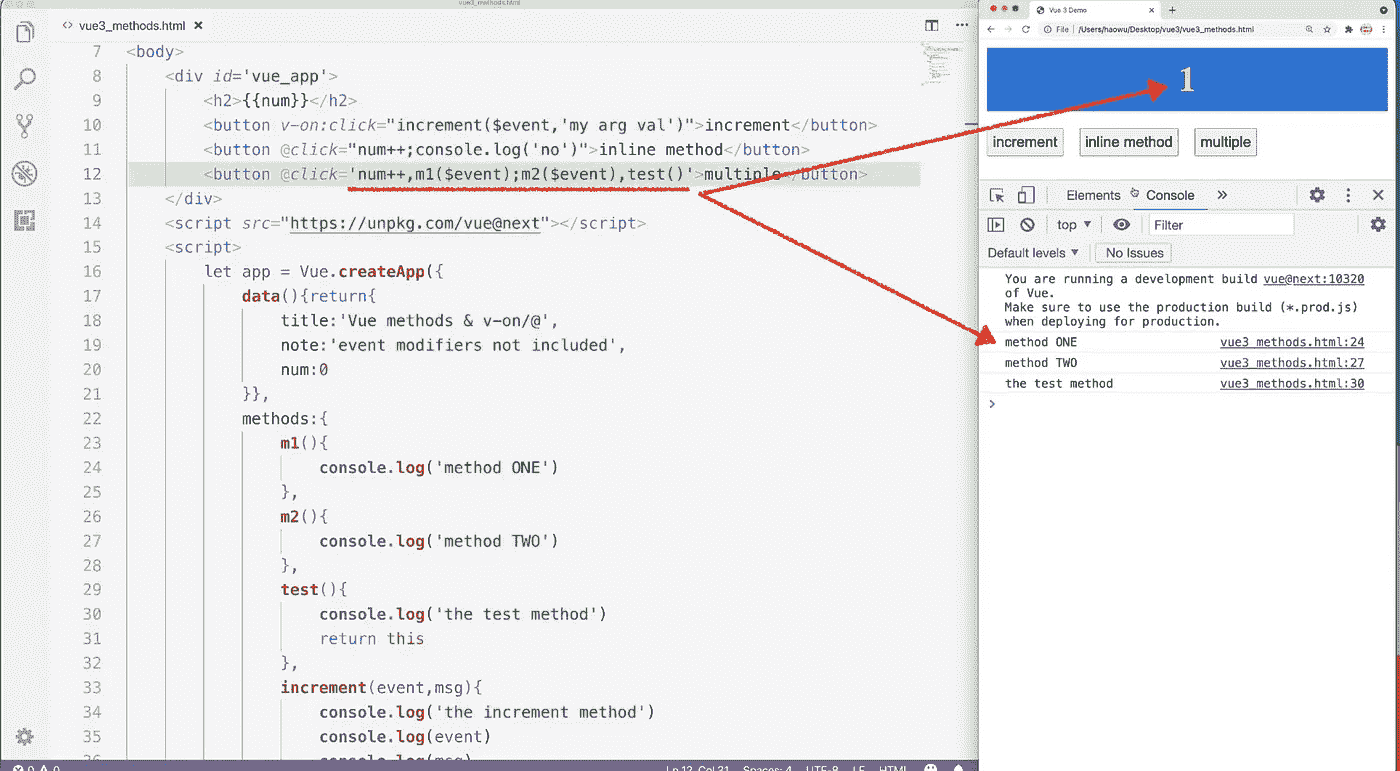 vue3_methods.html
vue3_methods.html
7 <body>
8 <div id='vue_app'>
9 <h2>{{num}}</h2>
10 <button v-on:click="increment($event,'my arg val')">increment</button>
11 <button @click="num++;console.log('no')">inline method</button>
12 <button @click='num++,m1($event);m2($event),test()'>multiple</button>
13 </div>
14 <script src="https://unpkg.com/vue@next"></script>
15 <script>
16 let app = Vue.createApp({
17 data(){return{
18 title:'Vue methods & v-on/@',
19 note:'event modifiers not included',
20 num:0
21 }},
22 methods:{
23 m1(){
24 console.log('method ONE')
25 },
26 m2(){
27 console.log('method TWO')
28 },
29 test(){
30 console.log('the test method')
31 return this
32 },
33 increment(event,msg){
34 console.log('the increment method')
35 console.log(event)
36 console.log(msg)
0 0 Ln 12, Col 31 Spaces: 4 UTF-8 LF HTML
Vue 3 Demo
File /Users/haowu/Desktop/vue3/vue3_methods.html
1
increment inline method multiple
Elements Console
top Filter
Default levels No Issues
You are running a development build vue@next:10320
of Vue.
Make sure to use the production build (*.prod.js)
when deploying for production.
method ONE vue3_methods.html:24
method TWO vue3_methods.html:27
the test method vue3_methods.html:30